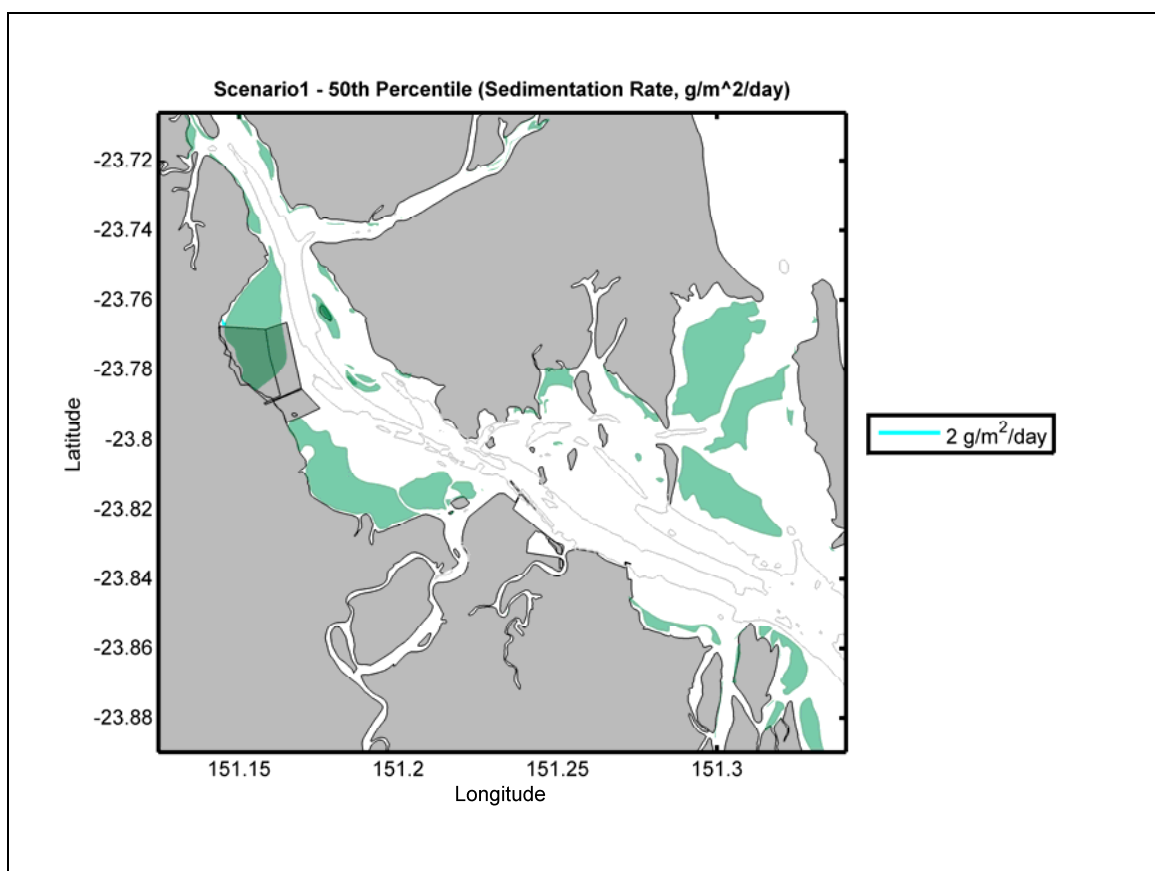 Scenario1 - 50th Percentile (Sedimentation Rate, g/m^2/day)
-23.72
-23.74
-23.76
-23.78
-23.8
-23.82
-23.84
-23.86
-23.88
Latitude
2 g/m²/day
151.15 151.2 151.25 151.3
Longitude